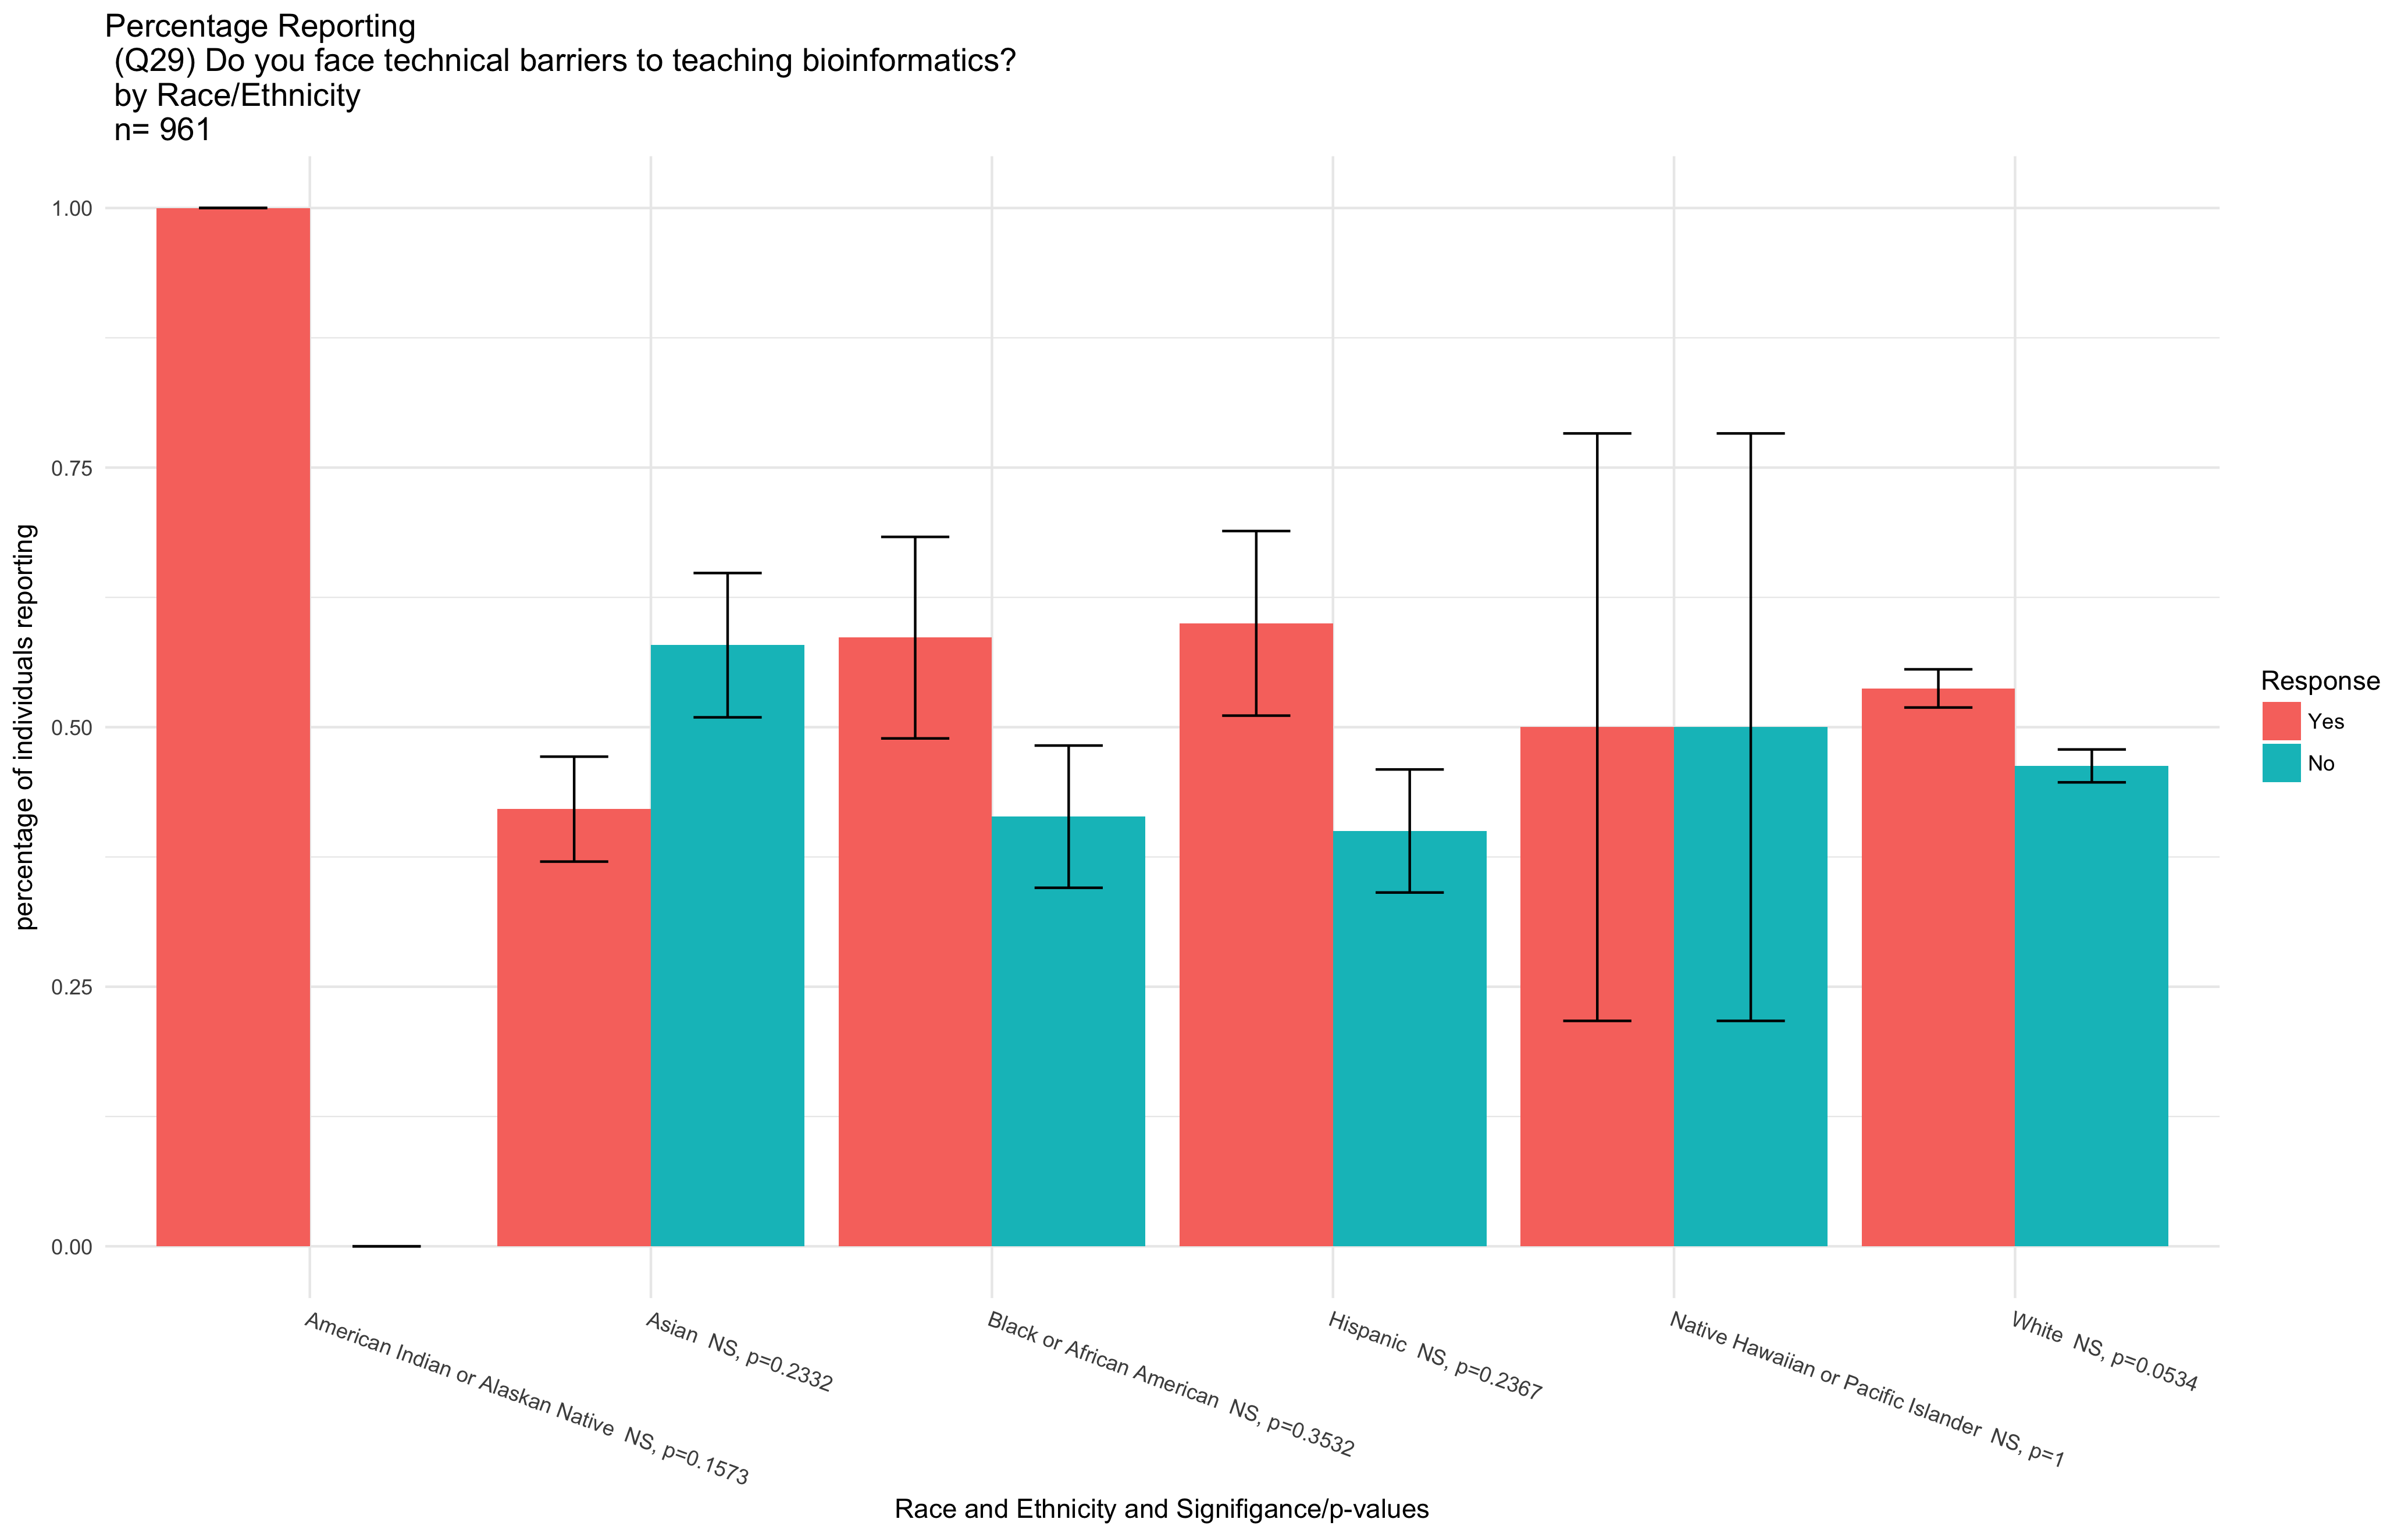 Percentage Reporting
(Q29) Do you face technical barriers to teaching bioinformatics?
by Race/Ethnicity
n= 961
percentage of individuals reporting
1.00
0.75
0.50
0.25
0.00
American Indian or Alaskan Native  NS, p=0.1573
Asian  NS, p=0.2332
Black or African American  NS, p=0.3532
Hispanic  NS, p=0.2367
Native Hawaiian or Pacific Islander  NS, p=1
White  NS, p=0.0534
Race and Ethnicity and Signifigance/p-values
Response
Yes
No